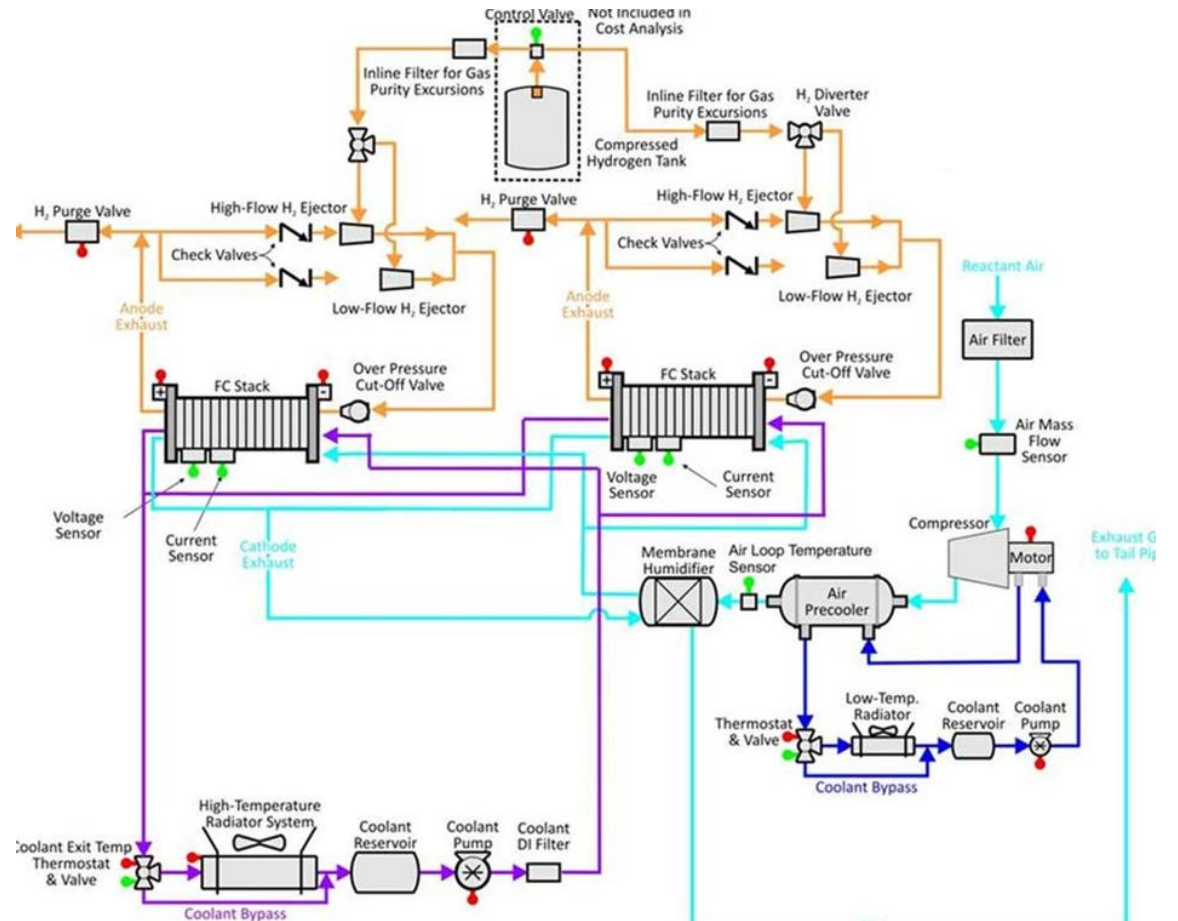 Control Valve
Not Included in
Cost Analysis
Inline Filter for Gas
Purity Excursions
Inline Filter for Gas
Purity Excursions
H₂ Diverter
Valve
Compressed
Hydrogen Tank
H₂ Purge Valve
High-Flow H₂ Ejector
Check Valves
Low-Flow H₂ Ejector
H₂ Purge Valve
High-Flow H₂ Ejector
Check Valves
Low-Flow H₂ Ejector
Reactant Air
Anode
Exhaust
Anode
Exhaust
Air Filter
FC Stack
+
-
Over Pressure
Cut-Off Valve
FC Stack
+
-
Over Pressure
Cut-Off Valve
Air Mass
Flow
Sensor
Voltage
Sensor
Current
Sensor
Voltage
Sensor
Current
Sensor
Cathode
Exhaust
Compressor
Motor
Exhaust G
to Tail Pip
Membrane
Humidifier
Air Loop Temperature
Sensor
Air
Precooler
Thermostat
& Valve
Low-Temp.
Radiator
Coolant
Reservoir
Coolant
Pump
Coolant Bypass
Coolant Exit Temp
Thermostat
& Valve
High-Temperature
Radiator System
Coolant
Reservoir
Coolant
Pump
Coolant
DI Filter
Coolant Bypass